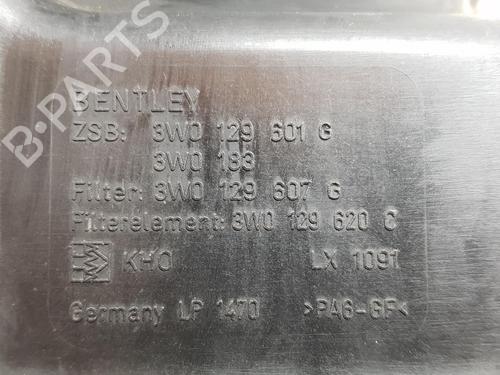 BENTLEY
ZSB: 3W0 129 601 G
3W0 183
Filter: 3W0 129 607 G
Filterelement: 3W0 129 620 C
KHO LX 1091
Germany LP 1470 >PA6-GF<
B-PARTS